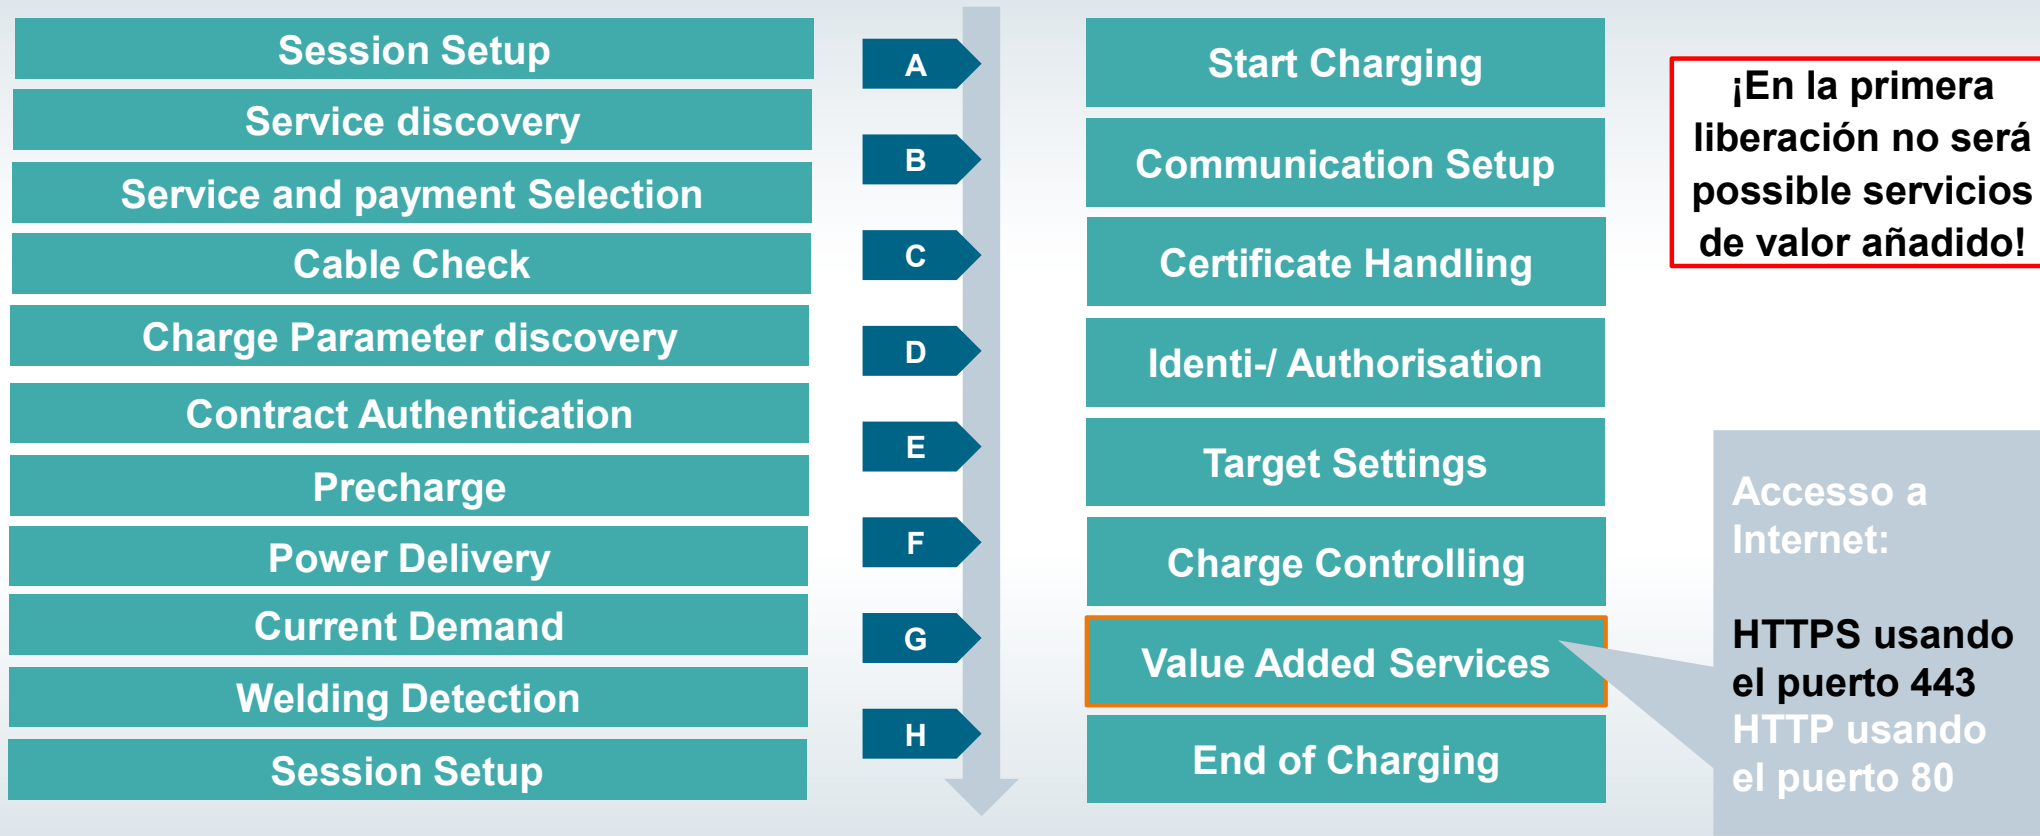 Session Setup
Service discovery
Service and payment Selection
Cable Check
Charge Parameter discovery
Contract Authentication
Precharge
Power Delivery
Current Demand
Welding Detection
Session Setup
A
B
C
D
E
F
G
H
Start Charging
Communication Setup
Certificate Handling
Identi-/ Authorisation
Target Settings
Charge Controlling
Value Added Services
End of Charging
¡En la primera
liberación no será
possible servicios
de valor añadido!
Accesso a
Internet:
HTTPS usando
el puerto 443
HTTP usando
el puerto 80